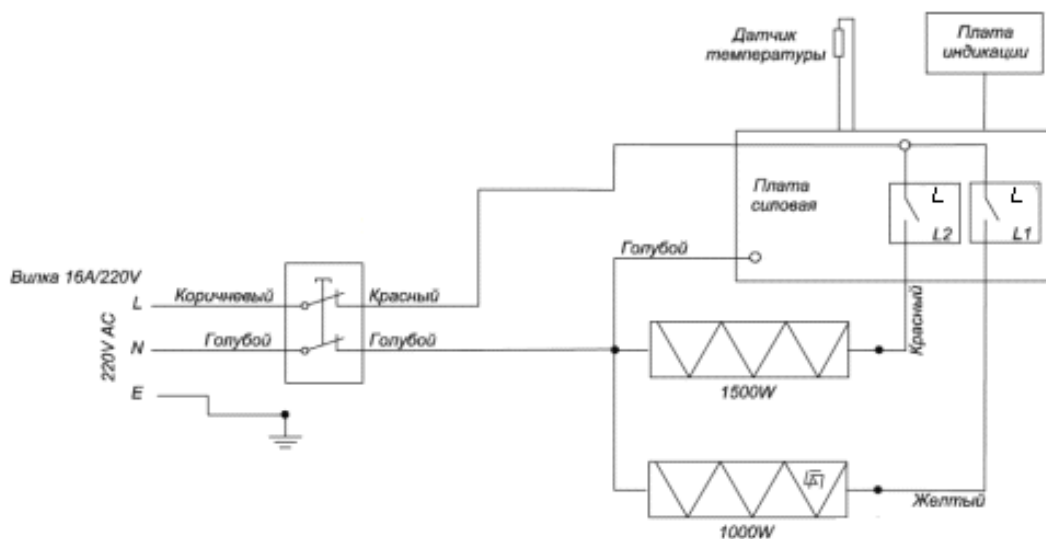 Датчик
температуры
Плата
индикации
Плата
силовая
L2
L1
Голубой
Вилка 16А/220V
L
Коричневый
Красный
220V AC
N
Голубой
Голубой
E
Красный
1500W
Желтый
1000W